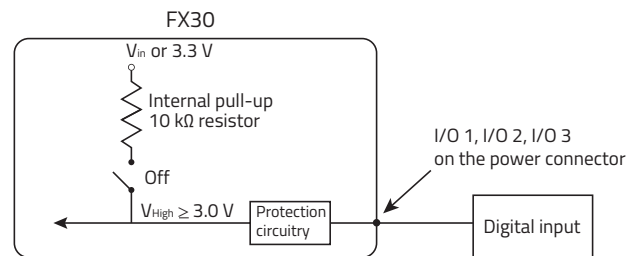 FX30
Vin or 3.3 V
Internal pull-up
10 kΩ resistor
Off
VHigh ≥ 3.0 V
Protection
circuitry
I/O 1, I/O 2, I/O 3
on the power connector
Digital input